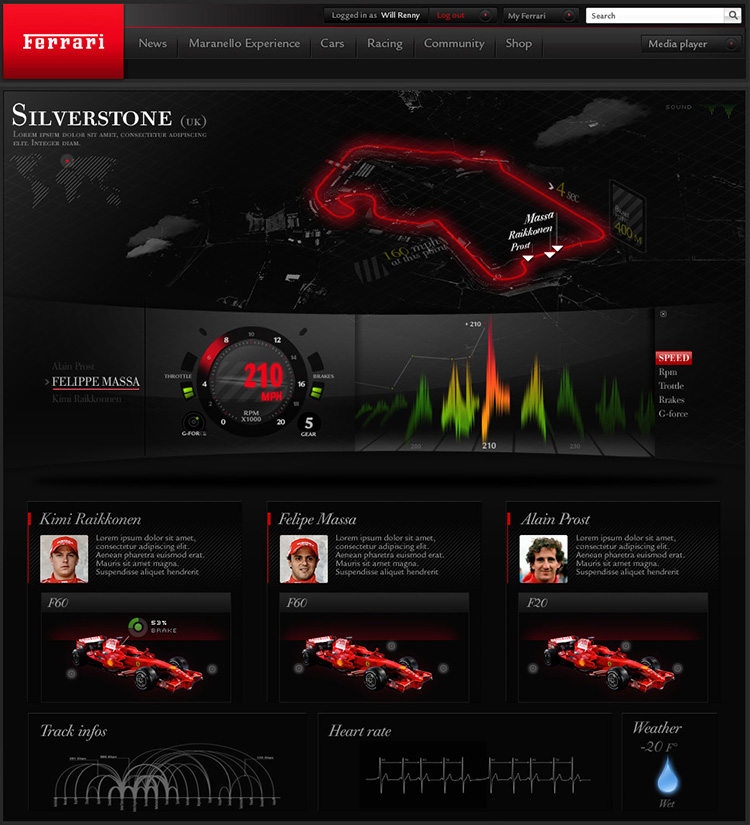 Logged in as Will Renny
Log out
My Ferrari
Search
Ferrari
News
Maranello Experience
Cars
Racing
Community
Shop
Media player
SILVERSTONE (UK)
LOREM IPSUM DOLOR SIT AMET, CONSECTETUR ADIPISCING
ELIT. INTEGER DIAM.
SOUND
4 sec
400 M
160 mph
at this point
Massa
Raikkonen
Prost
Alain Prost
FELIPPE MASSA
Kimi Raikkonnen
THROTTLE
BRAKES
G-FORCE
0
4
6
8
10
12
16
20
210
MPH
RPM
X1000
5
GEAR
+ 210
200
210
230
SPEED
Rpm
Trottle
Brakes
G-force
Kimi Raikkonen
Lorem ipsum dolor sit amet,
consectetur adipiscing elit.
Aenean pharetra euismod erat.
Mauris sit amet magna.
Suspendisse aliquet hendrerit
F60
53%
BRAKE
Felipe Massa
Lorem ipsum dolor sit amet,
consectetur adipiscing elit.
Aenean pharetra euismod erat.
Mauris sit amet magna.
Suspendisse aliquet hendrerit
F60
Alain Prost
Lorem ipsum dolor sit amet,
consectetur adipiscing elit.
Aenean pharetra euismod erat.
Mauris sit amet magna.
Suspendisse aliquet hendrerit
F20
Track infos
Heart rate
Weather
-20 F°
Wet